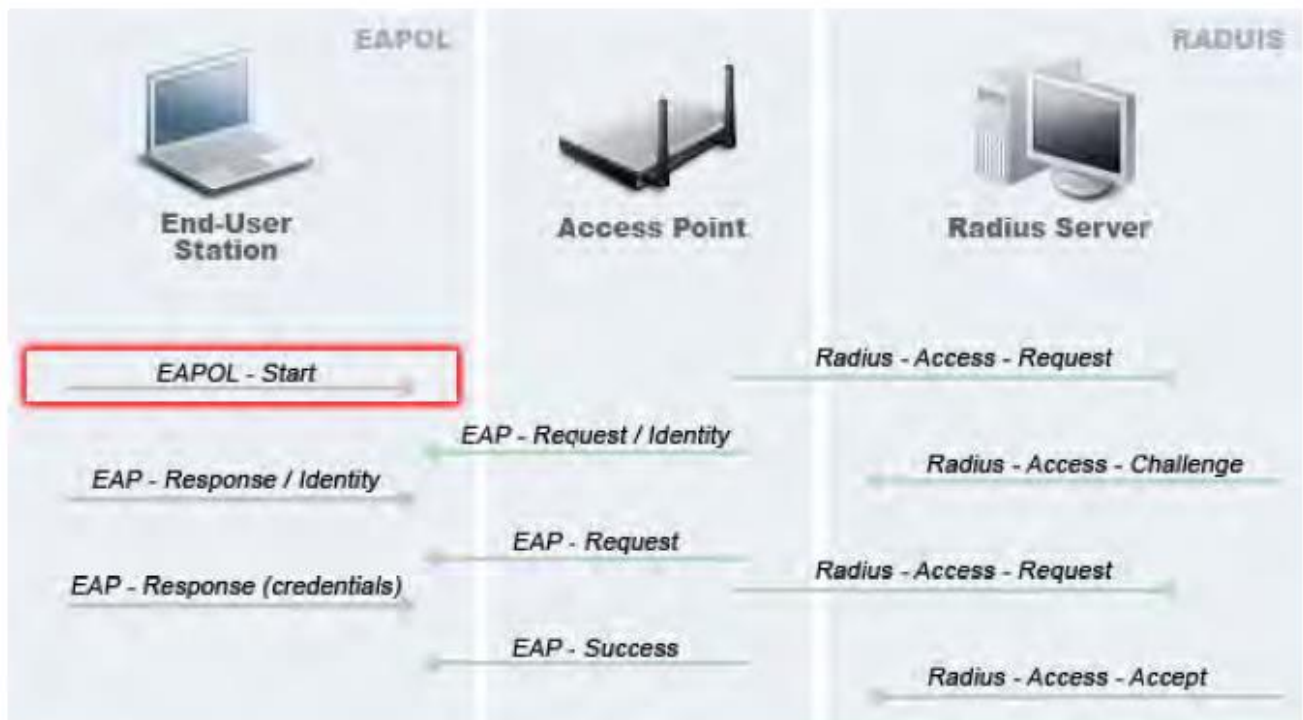 EAPOL
RADUIS
End-User
Station
Access Point
Radius Server
EAPOL - Start
Radius - Access - Request
EAP - Request / Identity
Radius - Access - Challenge
EAP - Response / Identity
EAP - Request
Radius - Access - Request
EAP - Response (credentials)
EAP - Success
Radius - Access - Accept